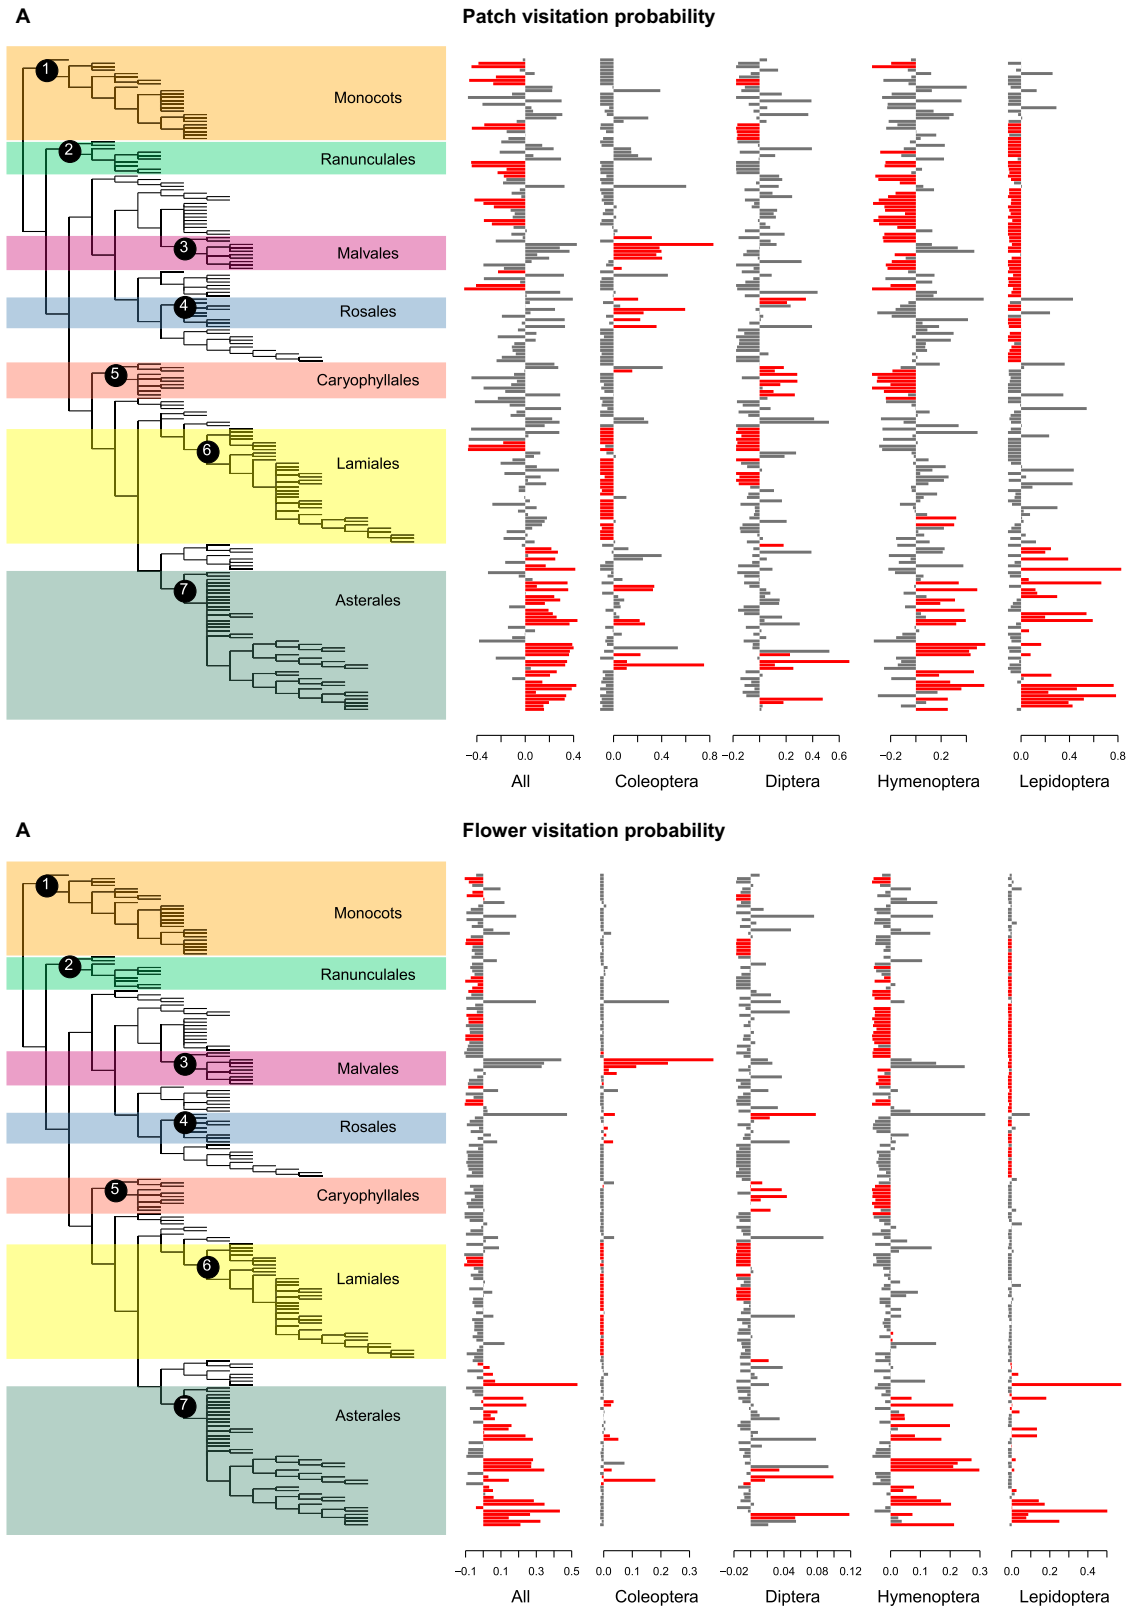 A
Patch visitation probability
1
Monocots
2
Ranunculales
3
Malvales
4
Rosales
5
Caryophyllales
6
Lamiales
7
Asterales
−0.4 0.0 0.4 0.0 0.4 0.8 −0.2 0.2 0.4 0.6 −0.2 0.2 0.0 0.4 0.8
All Coleoptera Diptera Hymenoptera Lepidoptera
A
Flower visitation probability
1
Monocots
2
Ranunculales
3
Malvales
4
Rosales
5
Caryophyllales
6
Lamiales
7
Asterales
−0.1 0.1 0.3 0.5 0.0 0.1 0.2 0.3 −0.02 0.04 0.08 0.12 0.0 0.1 0.2 0.3 0.0 0.2 0.4
All Coleoptera Diptera Hymenoptera Lepidoptera